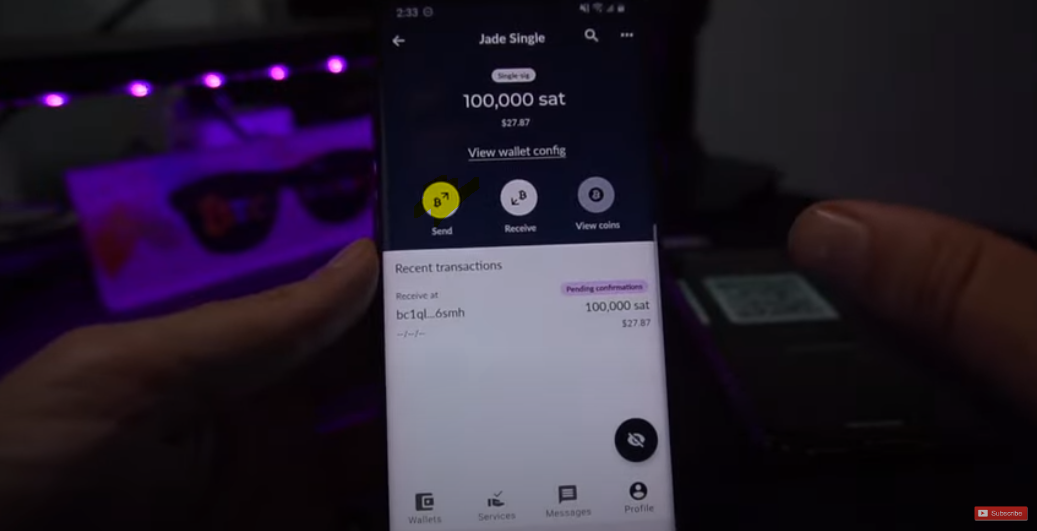 2:33
Jade Single
Single-sig
100,000 sat
$27.87
View wallet config
Send
Receive
View coins
Recent transactions
Pending confirmations
Receive at
100,000 sat
bc1ql...6smh
$27.87
--/--/--
Wallets
Services
Messages
Profile
Subscribe